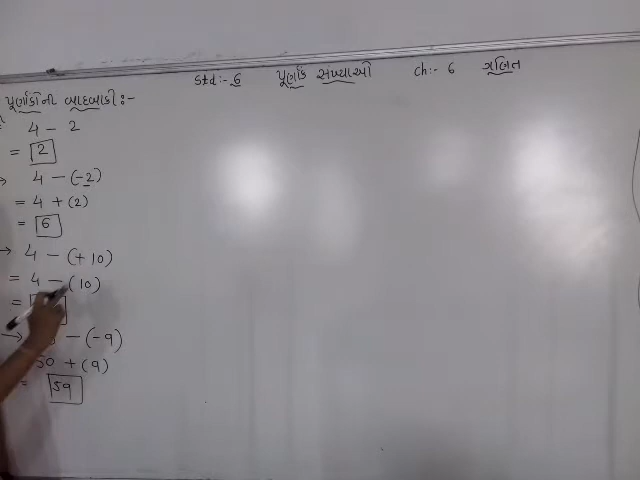 Std:- 6 પૂર્ણાંક સંખ્યાઓ ch:- 6 ગણિત
પૂર્ણાંકોની બાદબાકી:-
4 - 2
= 2
→ 4 - (-2)
= 4 + (2)
= 6
→ 4 - (+10)
= 4 - (10)
=
→ - (-9)
50 + (9)
= 59